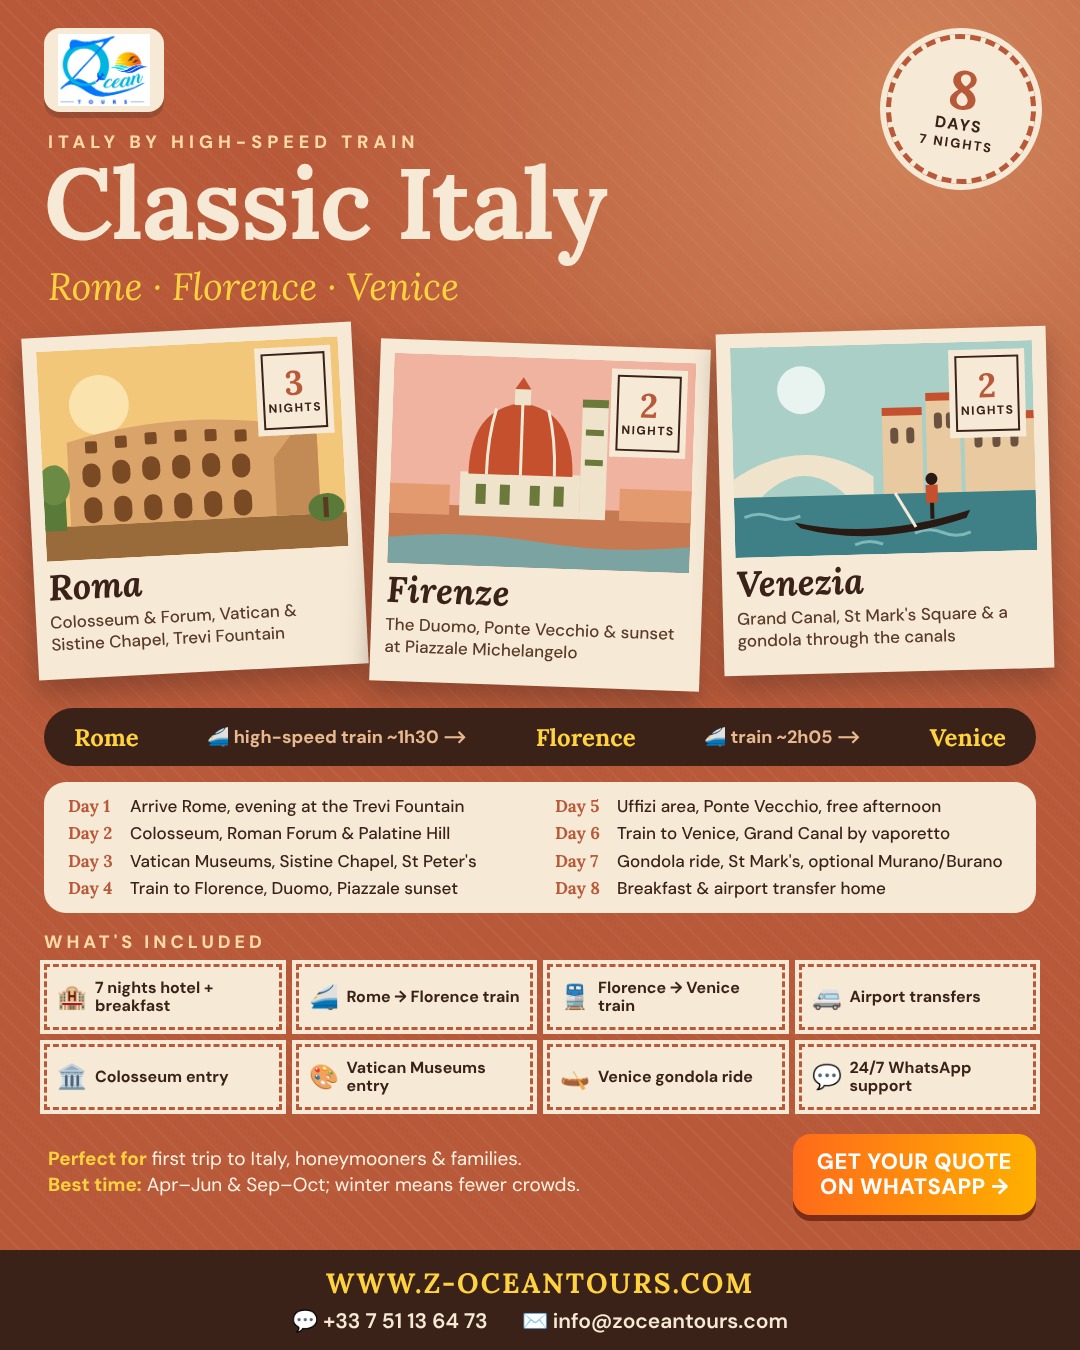 Ocean
TOURS
8
DAYS
7 NIGHTS
ITALY BY HIGH-SPEED TRAIN
Classic Italy
Rome · Florence · Venice
3
NIGHTS
2
NIGHTS
2
NIGHTS
Roma
Colosseum & Forum, Vatican &
Sistine Chapel, Trevi Fountain
Firenze
The Duomo, Ponte Vecchio & sunset
at Piazzale Michelangelo
Venezia
Grand Canal, St Mark's Square & a
gondola through the canals
Rome 🚄 high-speed train ~1h30 → Florence 🚄 train ~2h05 → Venice
Day 1 Arrive Rome, evening at the Trevi Fountain
Day 2 Colosseum, Roman Forum & Palatine Hill
Day 3 Vatican Museums, Sistine Chapel, St Peter's
Day 4 Train to Florence, Duomo, Piazzale sunset
Day 5 Uffizi area, Ponte Vecchio, free afternoon
Day 6 Train to Venice, Grand Canal by vaporetto
Day 7 Gondola ride, St Mark's, optional Murano/Burano
Day 8 Breakfast & airport transfer home
WHAT'S INCLUDED
7 nights hotel +
breakfast
Rome → Florence train
Florence → Venice
train
Airport transfers
Colosseum entry
Vatican Museums
entry
Venice gondola ride
24/7 WhatsApp
support
Perfect for first trip to Italy, honeymooners & families.
Best time: Apr–Jun & Sep–Oct; winter means fewer crowds.
GET YOUR QUOTE
ON WHATSAPP →
WWW.Z-OCEANTOURS.COM
💬 +33 7 51 13 64 73 ✉️ info@zoceantours.com